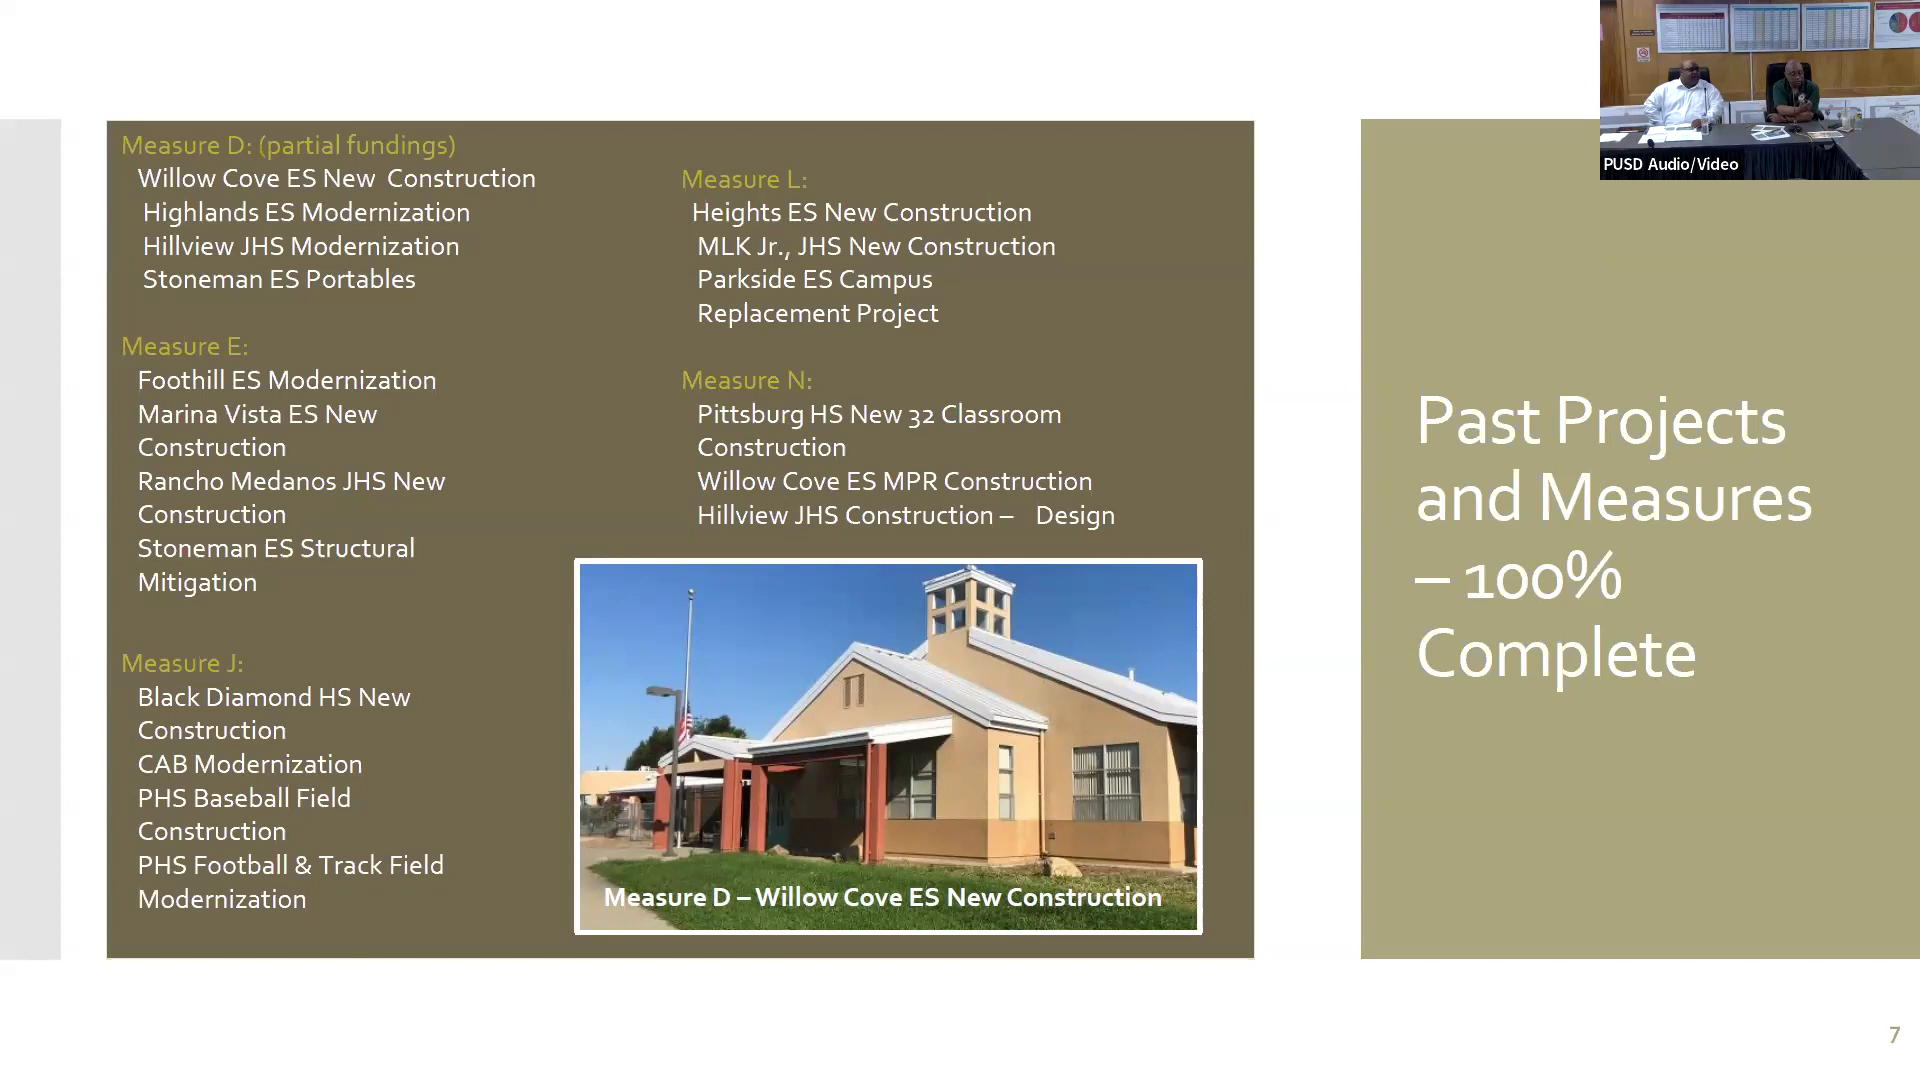 Measure D: (partial fundings)
Willow Cove ES New Construction
Highlands ES Modernization
Hillview JHS Modernization
Stoneman ES Portables
Measure E:
Foothill ES Modernization
Marina Vista ES New
Construction
Rancho Medanos JHS New
Construction
Stoneman ES Structural
Mitigation
Measure J:
Black Diamond HS New
Construction
CAB Modernization
PHS Baseball Field
Construction
PHS Football & Track Field
Modernization
Measure L:
Heights ES New Construction
MLK Jr., JHS New Construction
Parkside ES Campus
Replacement Project
Measure N:
Pittsburg HS New 32 Classroom
Construction
Willow Cove ES MPR Construction
Hillview JHS Construction – Design
Measure D – Willow Cove ES New Construction
Past Projects
and Measures
– 100%
Complete
PUSD Audio/Video
7